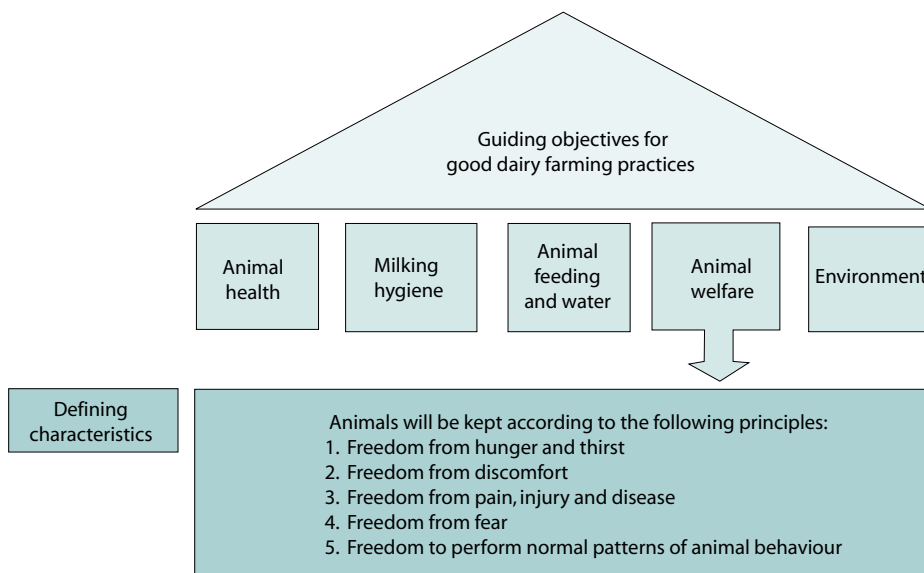 Guiding objectives for
good dairy farming practices
Animal
health
Milking
hygiene
Animal
feeding
and water
Animal
welfare
Environment
Defining
characteristics
Animals will be kept according to the following principles:
1. Freedom from hunger and thirst
2. Freedom from discomfort
3. Freedom from pain, injury and disease
4. Freedom from fear
5. Freedom to perform normal patterns of animal behaviour